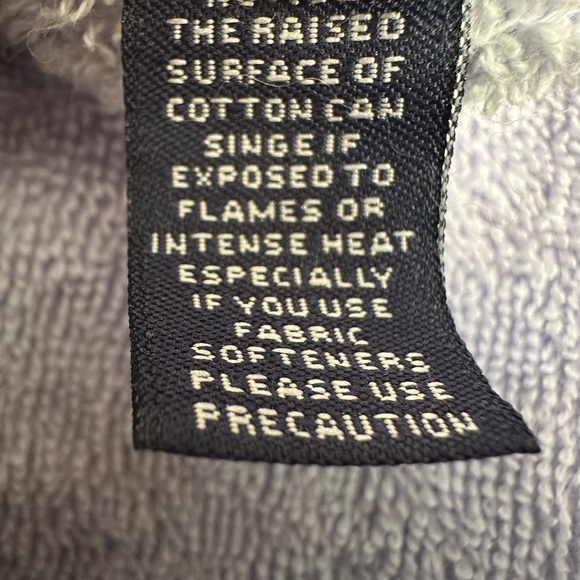 THE RAISED
SURFACE OF
COTTON CAN
SINGE IF
EXPOSED TO
FLAMES OR
INTENSE HEAT
ESPECIALLY
IF YOU USE
FABRIC
SOFTENERS
PLEASE USE
PRECAUTION